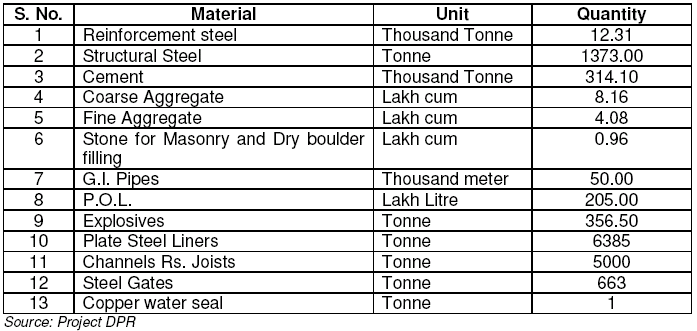 S. No. Material Unit Quantity
1 Reinforcement steel Thousand Tonne 12.31
2 Structural Steel Tonne 1373.00
3 Cement Thousand Tonne 314.10
4 Coarse Aggregate Lakh cum 8.16
5 Fine Aggregate Lakh cum 4.08
6 Stone for Masonry and Dry boulder Lakh cum 0.96
filling
7 G.I. Pipes Thousand meter 50.00
8 P.O.L. Lakh Litre 205.00
9 Explosives Tonne 356.50
10 Plate Steel Liners Tonne 6385
11 Channels Rs. Joists Tonne 5000
12 Steel Gates Tonne 663
13 Copper water seal Tonne 1
Source: Project DPR